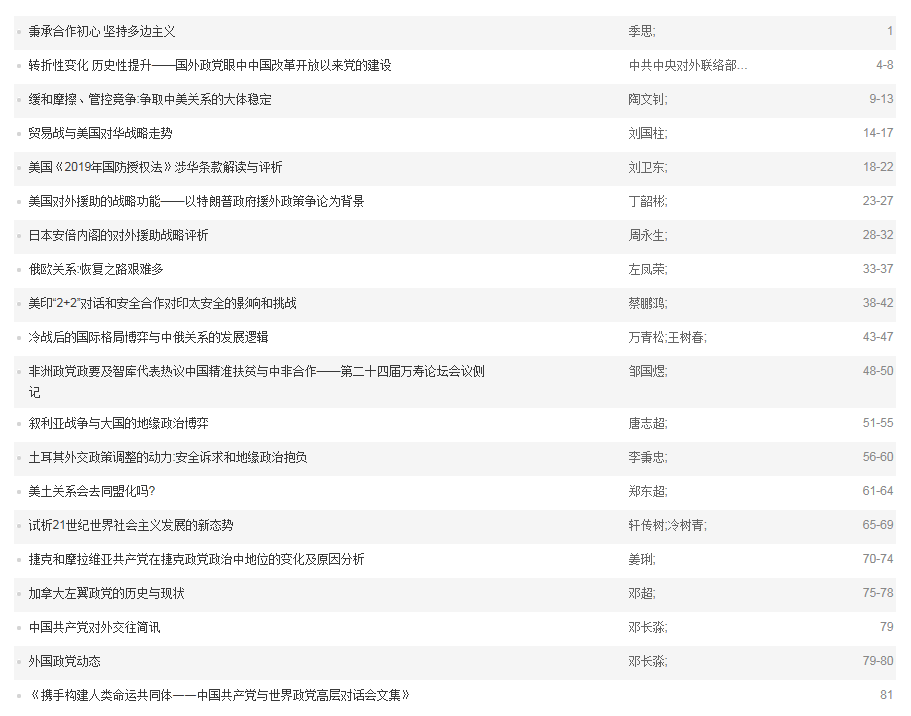 秉承合作初心 坚持多边主义 季思; 1
转折性变化 历史性提升——国外政党眼中中国改革开放以来党的建设 中共中央对外联络部... 4-8
缓和摩擦、管控竞争:争取中美关系的大体稳定 陶文钊; 9-13
贸易战与美国对华战略走势 刘国柱; 14-17
美国《2019年国防授权法》涉华条款解读与评析 刘卫东; 18-22
美国对外援助的战略功能——以特朗普政府援外政策争论为背景 丁韶彬; 23-27
日本安倍内阁的对外援助战略评析 周永生; 28-32
俄欧关系:恢复之路艰难多 左凤荣; 33-37
美印“2+2”对话和安全合作对印太安全的影响和挑战 蔡鹏鸿; 38-42
冷战后的国际格局博弈与中俄关系的发展逻辑 万青松;王树春; 43-47
非洲政党政要及智库代表热议中国精准扶贫与中非合作——第二十四届万寿论坛会议侧 邹国煜; 48-50
记
叙利亚战争与大国的地缘政治博弈 唐志超; 51-55
土耳其外交政策调整的动力:安全诉求和地缘政治抱负 李秉忠; 56-60
美土关系会去同盟化吗? 郑东超; 61-64
试析21世纪世界社会主义发展的新态势 轩传树;冷树青; 65-69
捷克和摩拉维亚共产党在捷克政党政治中地位的变化及原因分析 姜琍; 70-74
加拿大左翼政党的历史与现状 邓超; 75-78
中国共产党对外交往简讯 邓长淼; 79
外国政党动态 邓长淼; 79-80
《携手构建人类命运共同体——中国共产党与世界政党高层对话会文集》 81